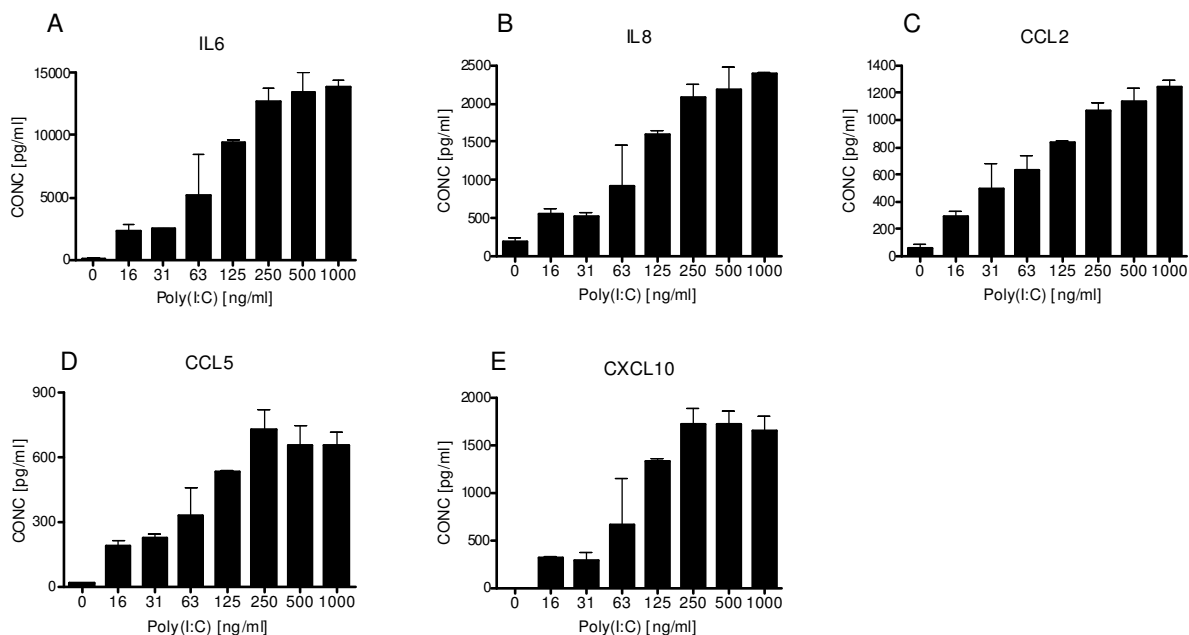 A
IL6
CONC [pg/ml]
15000
10000
5000
0
0 16 31 63 125 250 500 1000
Poly(I:C) [ng/ml]
B
IL8
CONC [pg/ml]
2500
2000
1500
1000
500
0
0 16 31 63 125 250 500 1000
Poly(I:C) [ng/ml]
C
CCL2
CONC [pg/ml]
1400
1200
1000
800
600
400
200
0
0 16 31 63 125 250 500 1000
Poly(I:C) [ng/ml]
D
CCL5
CONC [pg/ml]
900
600
300
0
0 16 31 63 125 250 500 1000
Poly(I:C) [ng/ml]
E
CXCL10
CONC [pg/ml]
2000
1500
1000
500
0
0 16 31 63 125 250 500 1000
Poly(I:C) [ng/ml]